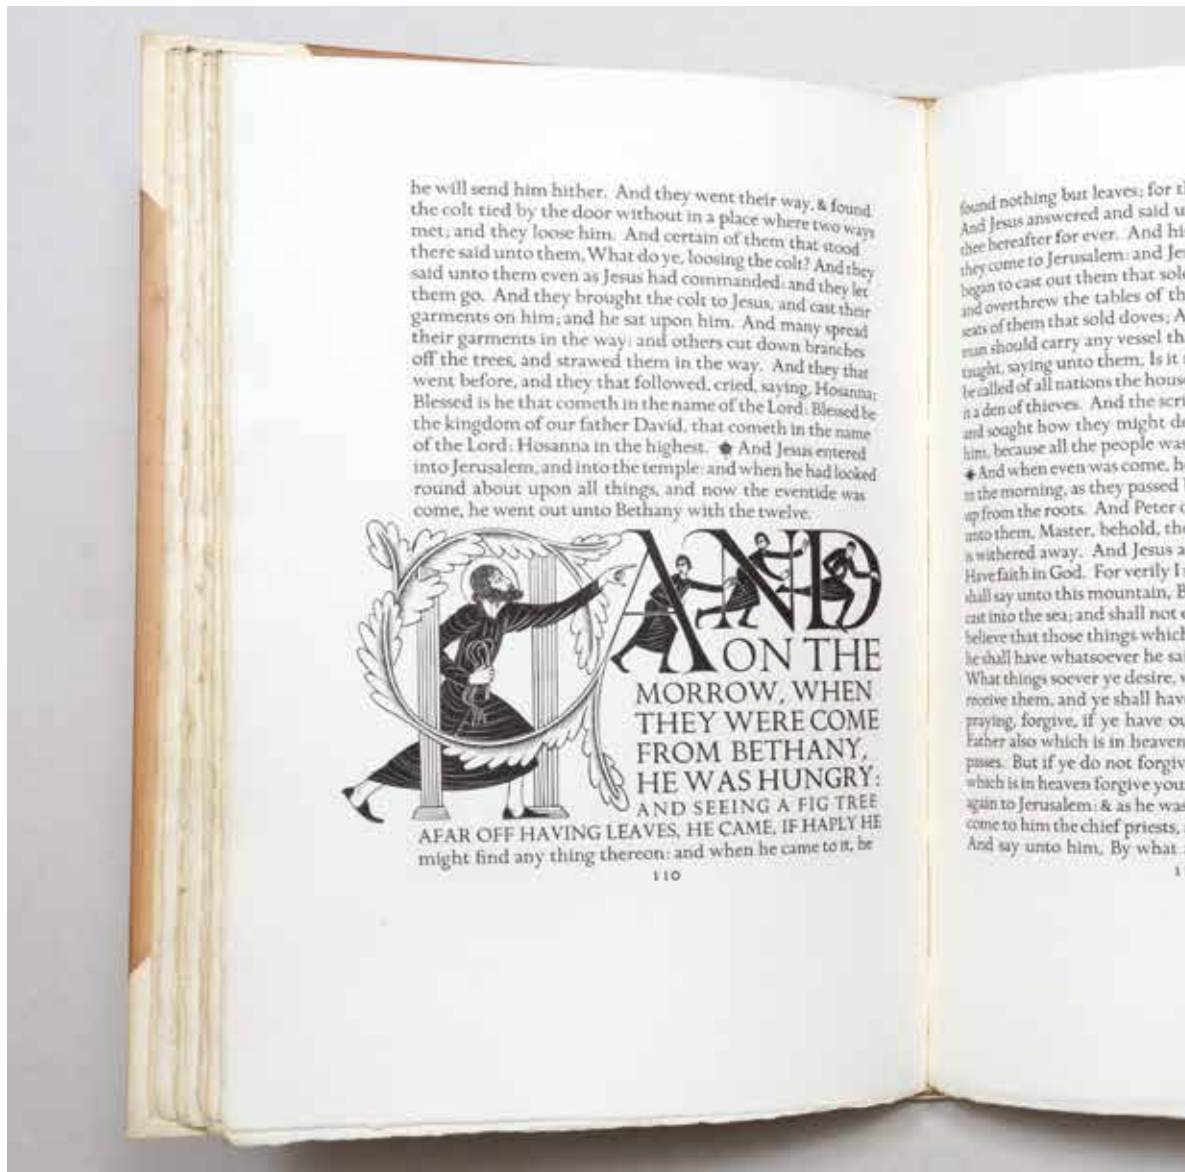 he will send him hither. And they went their way, & found
the colt tied by the door without in a place where two ways
met; and they loose him. And certain of them that stood
there said unto them, What do ye, loosing the colt? And they
said unto them even as Jesus had commanded: and they let
them go. And they brought the colt to Jesus, and cast their
garments on him; and he sat upon him. And many spread
their garments in the way: and others cut down branches
off the trees, and strawed them in the way. And they that
went before, and they that followed, cried, saying, Hosanna;
Blessed is he that cometh in the name of the Lord: Blessed be
the kingdom of our father David, that cometh in the name
of the Lord: Hosanna in the highest. And Jesus entered
into Jerusalem, and into the temple: and when he had looked
round about upon all things, and now the eventide was
come, he went out unto Bethany with the twelve.
AND
ON THE
MORROW, WHEN
THEY WERE COME
FROM BETHANY,
HE WAS HUNGRY:
AND SEEING A FIG TREE
AFAR OFF HAVING LEAVES, HE CAME, IF HAPLY HE
might find any thing thereon: and when he came to it, he
110
found nothing but leaves; for
And Jesus answered and said
thee hereafter for ever. And
they come to Jerusalem: and
began to cast out them that
and overthrew the tables of
seats of them that sold doves;
man should carry any vessel
taught, saying unto them, Is it
be called of all nations the
a den of thieves. And the
and sought how they might
him, because all the people was
And when even was come,
in the morning, as they passed
up from the roots. And Peter
unto them, Master, behold,
is withered away. And Jesus
Have faith in God. For verily I
shall say unto this mountain,
cast into the sea; and shall not
believe that those things which
he shall have whatsoever he
What things soever ye desire,
receive them, and ye shall have
praying, forgive, if ye have
Father also which is in heaven
passes. But if ye do not
which is in heaven forgive your
again to Jerusalem: & as he was
come to him the chief priests,
And say unto him, By what